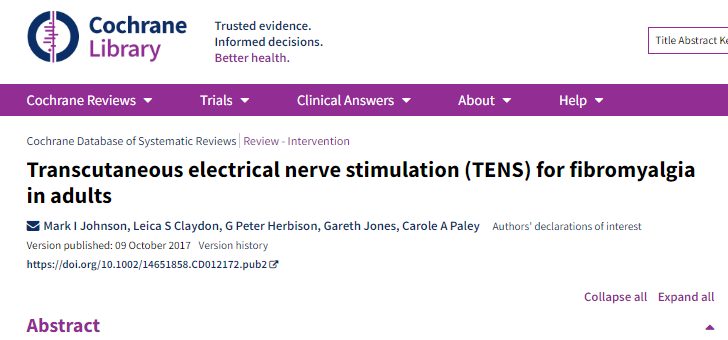 Cochrane
Library
Trusted evidence.
Informed decisions.
Better health.
Title Abstract Ke
Cochrane Reviews Trials Clinical Answers About Help
Cochrane Database of Systematic Reviews Review - Intervention
Transcutaneous electrical nerve stimulation (TENS) for fibromyalgia
in adults
Mark I Johnson, Leica S Claydon, G Peter Herbison, Gareth Jones, Carole A Paley Authors' declarations of interest
Version published: 09 October 2017 Version history
https://doi.org/10.1002/14651858.CD012172.pub2
Collapse all Expand all
Abstract